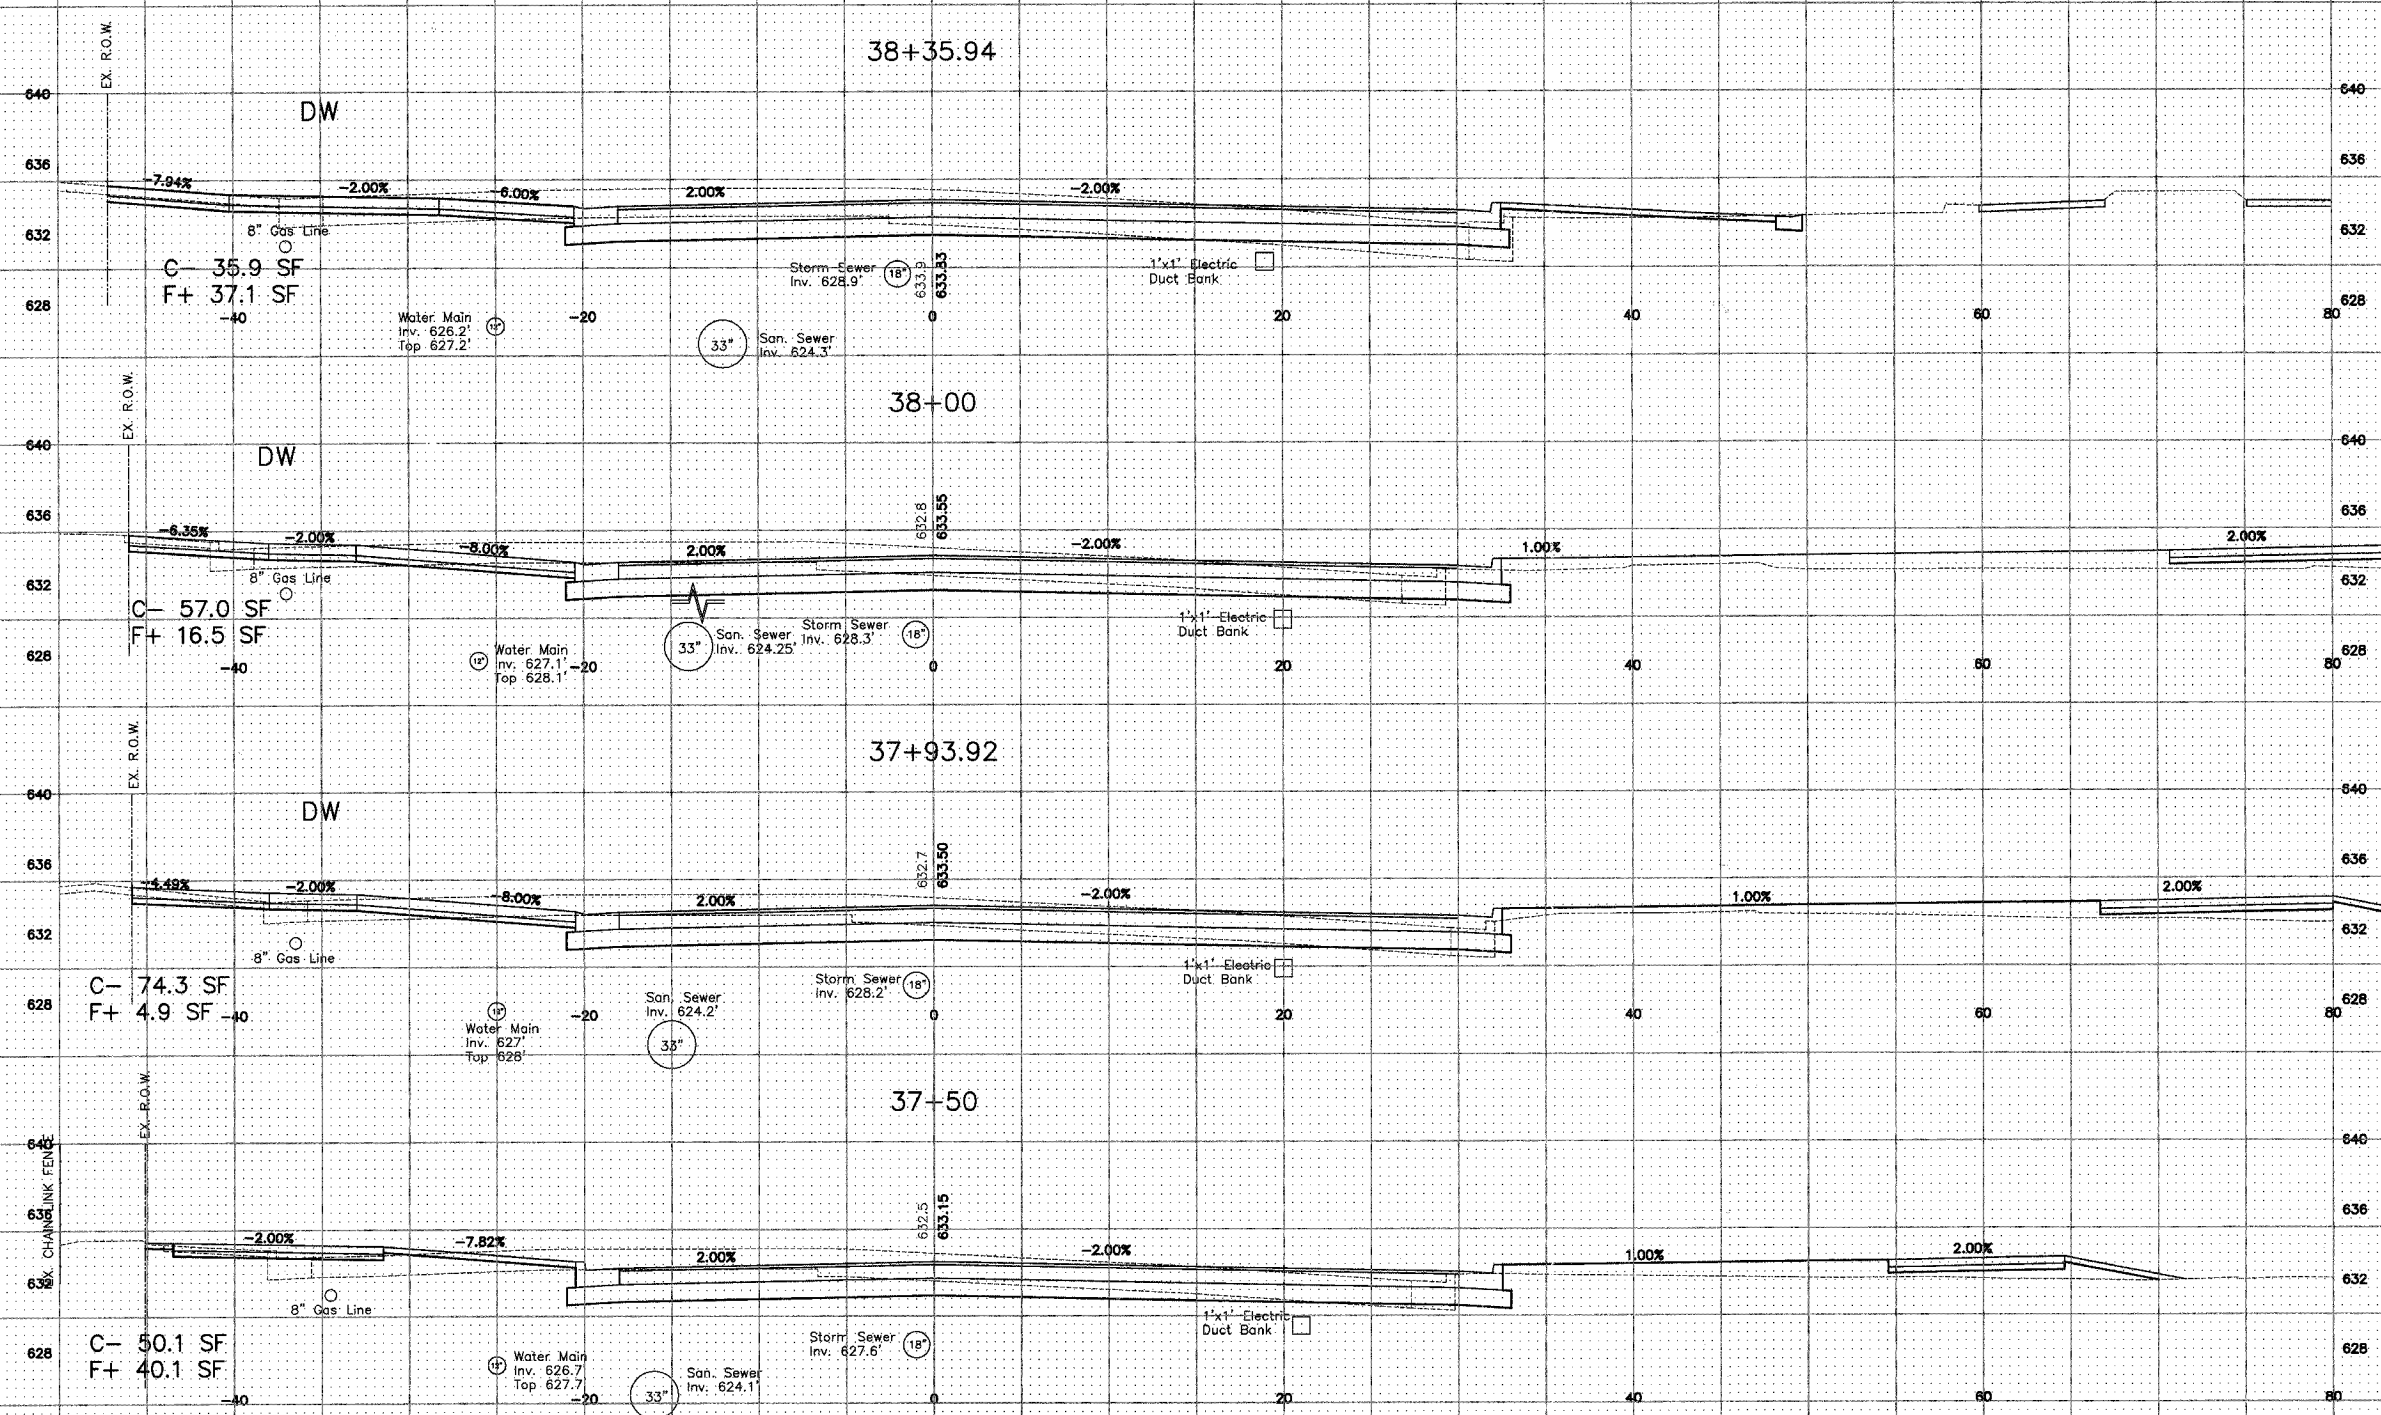 38+35.94
EX. R.O.W.
640
640
DW
636
636
-7.94%
-2.00%
-6.00%
2.00%
-2.00%
632
632
8" Gas Line
C- 35.9 SF
F+ 37.1 SF
Storm Sewer
Inv. 628.9'
18"
633.9
633.83
1'x1' Electric
Duct Bank
628
628
-40
-20
0
20
40
60
80
Water Main
Inv. 626.2'
Top 627.2'
12"
33"
San. Sewer
Inv. 624.3'
38+00
EX. R.O.W.
640
640
DW
636
636
632.8
633.55
-6.35%
-2.00%
-8.00%
2.00%
-2.00%
1.00%
2.00%
632
632
8" Gas Line
C- 57.0 SF
F+ 16.5 SF
33"
San. Sewer
Inv. 624.25'
Storm Sewer
Inv. 628.3'
18"
1'x1' Electric
Duct Bank
628
628
12"
Water Main
Inv. 627.1'
Top 628.1'
-40
-20
0
20
40
60
80
37+93.92
EX. R.O.W.
640
640
DW
636
636
632.7
633.50
-4.49%
-2.00%
-8.00%
2.00%
-2.00%
1.00%
2.00%
632
632
8" Gas Line
C- 74.3 SF
F+ 4.9 SF
Storm Sewer
Inv. 628.2'
18"
1'x1' Electric
Duct Bank
628
628
-40
-20
0
20
40
60
80
12"
Water Main
Inv. 627'
Top 628'
San. Sewer
Inv. 624.2'
33"
37+50
EX. R.O.W.
EX. CHAIN LINK FENCE
640
640
636
636
632.5
633.15
-2.00%
-7.82%
2.00%
-2.00%
1.00%
2.00%
632
632
8" Gas Line
C- 50.1 SF
F+ 40.1 SF
Storm Sewer
Inv. 627.6'
18"
1'x1' Electric
Duct Bank
628
628
12"
Water Main
Inv. 626.7
Top 627.7
33"
San. Sewer
Inv. 624.1'
-40
-20
0
20
40
60
80